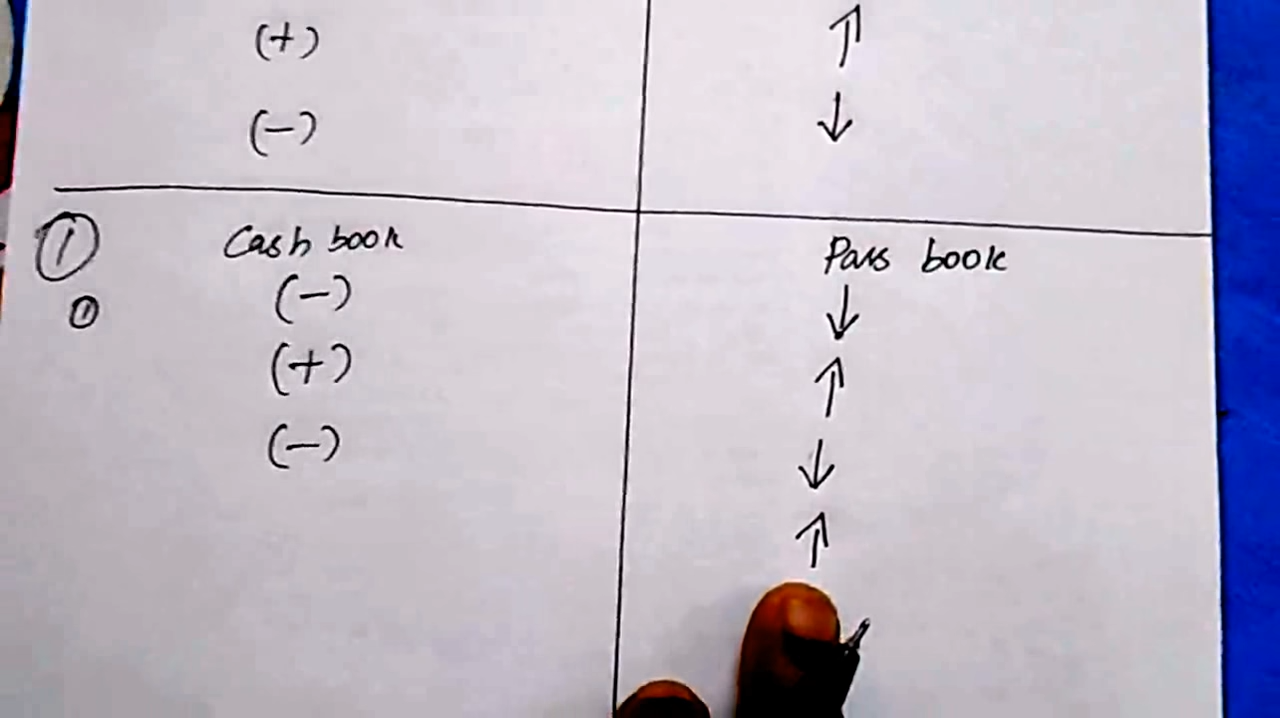 (+) ↑
(-) ↓
① Cash book Pass book
① (-) ↓
(+) ↑
(-) ↓
↑